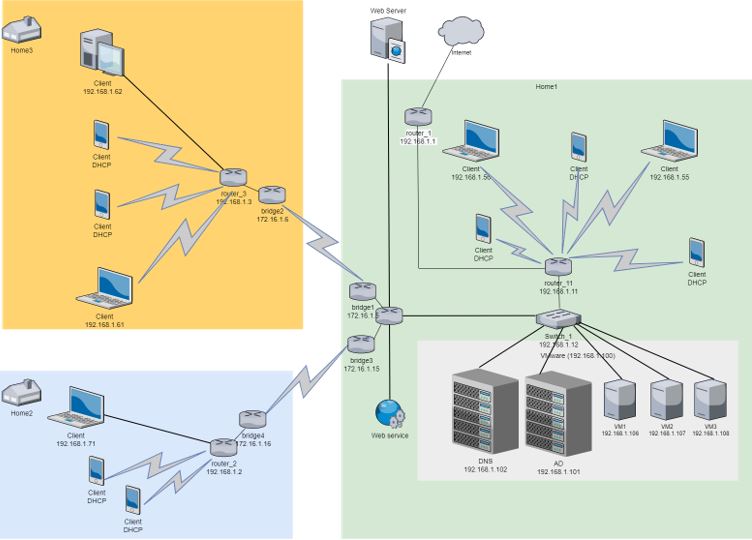 Web Server
Internet
Home3
Client
192.168.1.62
Home1
router_1
192.168.1.1
Client
DHCP
Client
192.168.1.56
Client
DHCP
Client
192.168.1.55
router_3
192.168.1.3
bridge2
172.16.1.6
Client
DHCP
Client
DHCP
Client
DHCP
router_11
192.168.1.11
Client
192.168.1.61
bridge1
172.16.1.5
Switch_1
192.168.1.12
VMware (192.168.1.100)
bridge3
172.16.1.15
Home2
Client
192.168.1.71
bridge4
172.16.1.16
Web service
VM1
192.168.1.106
VM2
192.168.1.107
VM3
192.168.1.108
router_2
192.168.1.2
DNS
192.168.1.102
AD
192.168.1.101
Client
DHCP
Client
DHCP